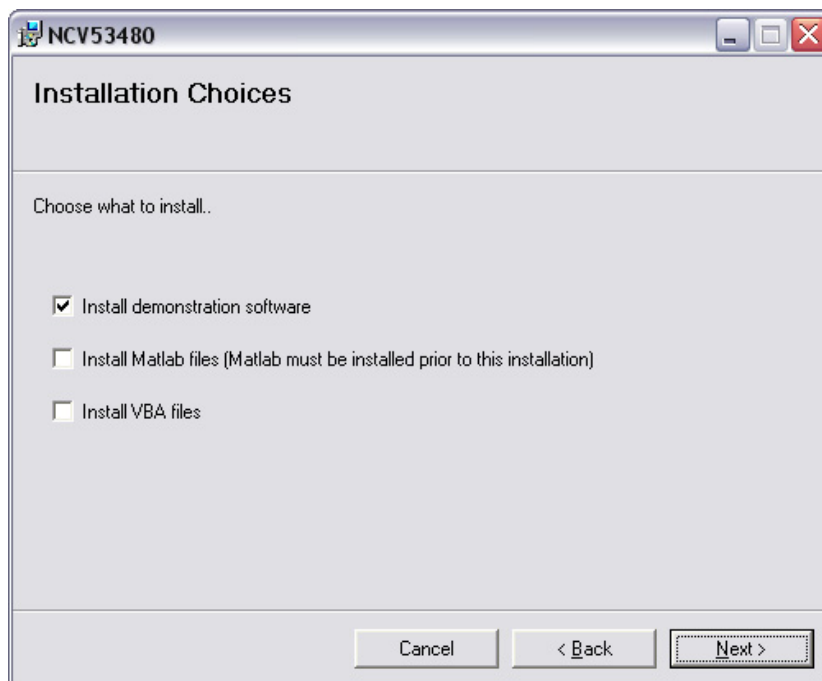 NCV53480
Installation Choices
Choose what to install..
Install demonstration software
Install Matlab files (Matlab must be installed prior to this installation)
Install VBA files
Cancel
< Back
Next >